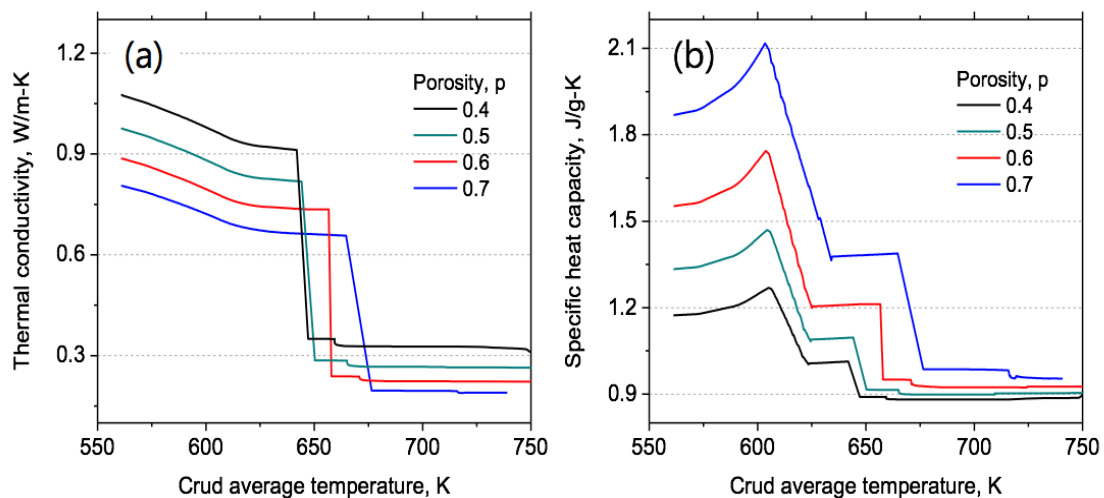 (a)
Thermal conductivity, W/m-K
1.2
0.9
0.6
0.3
Porosity, p
0.4
0.5
0.6
0.7
550 600 650 700 750
Crud average temperature, K
(b)
Specific heat capacity, J/g-K
2.1
1.8
1.5
1.2
0.9
Porosity, p
0.4
0.5
0.6
0.7
550 600 650 700 750
Crud average temperature, K